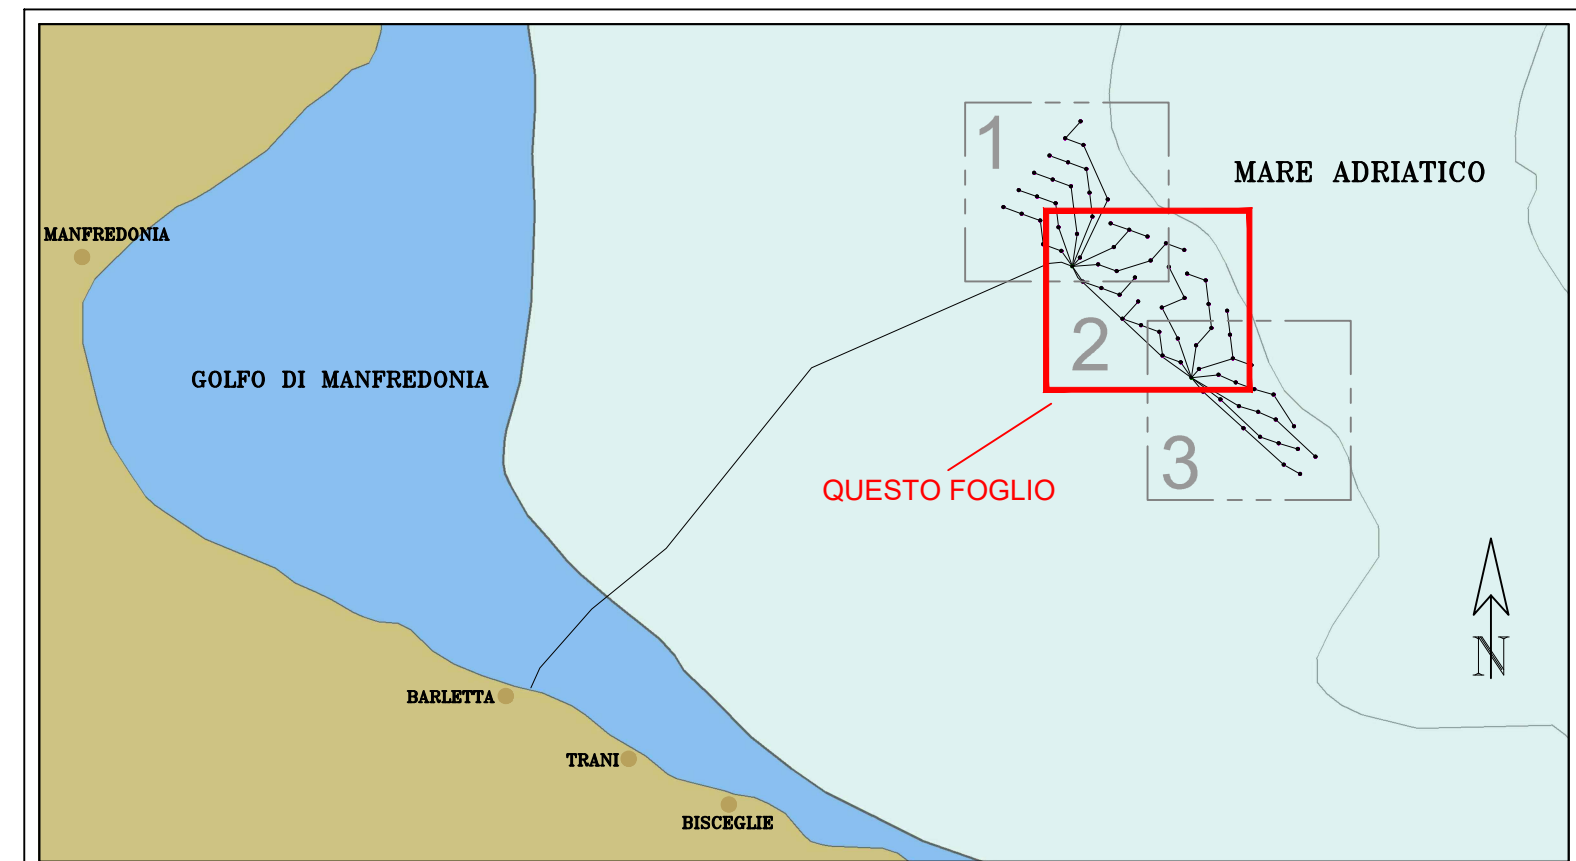 1
MARE ADRIATICO
MANFREDONIA
2
GOLFO DI MANFREDONIA
3
QUESTO FOGLIO
N
BARLETTA
TRANI
BISCEGLIE